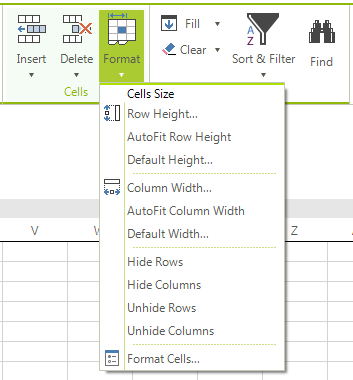 Insert Delete Format Fill Clear Sort & Filter Find
Cells
Cells Size
Row Height...
AutoFit Row Height
Default Height...
Column Width...
AutoFit Column Width
Default Width...
Hide Rows
Hide Columns
Unhide Rows
Unhide Columns
Format Cells...
V W Z